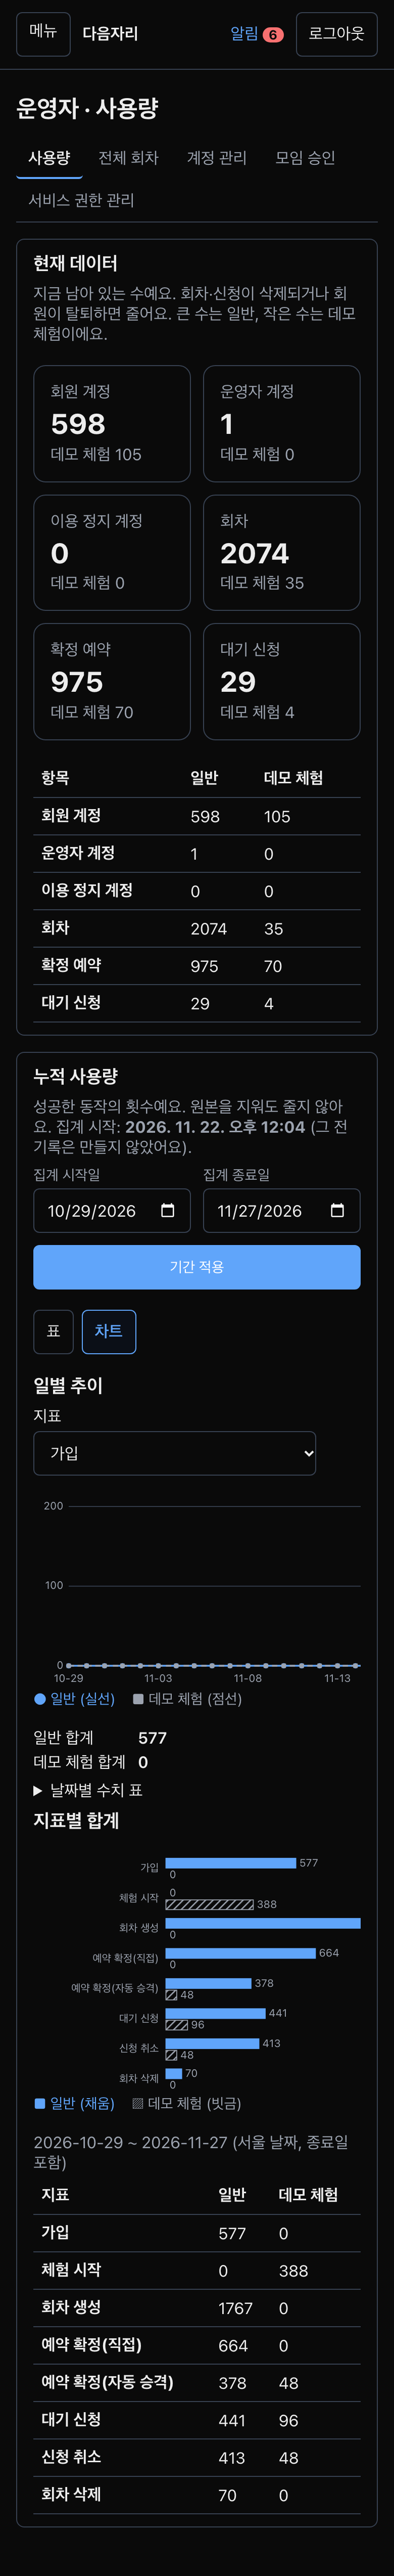 메뉴 다음자리 알림 6 로그아웃
운영자 · 사용량
사용량 전체 회차 계정 관리 모임 승인
서비스 권한 관리
현재 데이터
지금 남아 있는 수예요. 회차·신청이 삭제되거나 회
원이 탈퇴하면 줄어요. 큰 수는 일반, 작은 수는 데모
체험이에요.
회원 계정
598
데모 체험 105
운영자 계정
1
데모 체험 0
이용 정지 계정
0
데모 체험 0
회차
2074
데모 체험 35
확정 예약
975
데모 체험 70
대기 신청
29
데모 체험 4
항목 일반 데모 체험
회원 계정 598 105
운영자 계정 1 0
이용 정지 계정 0 0
회차 2074 35
확정 예약 975 70
대기 신청 29 4
누적 사용량
성공한 동작의 횟수예요. 원본을 지워도 줄지 않아
요. 집계 시작: 2026. 11. 22. 오후 12:04 (그 전
기록은 만들지 않았어요).
집계 시작일 집계 종료일
10/29/2026 11/27/2026
기간 적용
표 차트
일별 추이
지표
가입
200
100
0
10-29 11-03 11-08 11-13
일반 (실선) 데모 체험 (점선)
일반 합계 577
데모 체험 합계 0
▶ 날짜별 수치 표
지표별 합계
가입 577
0
체험 시작 0
388
회차 생성
0
예약 확정(직접) 664
0
예약 확정(자동 승격) 378
48
대기 신청 441
96
신청 취소 413
48
회차 삭제 70
0
일반 (채움) 데모 체험 (빗금)
2026-10-29 ~ 2026-11-27 (서울 날짜, 종료일
포함)
지표 일반 데모 체험
가입 577 0
체험 시작 0 388
회차 생성 1767 0
예약 확정(직접) 664 0
예약 확정(자동 승격) 378 48
대기 신청 441 96
신청 취소 413 48
회차 삭제 70 0